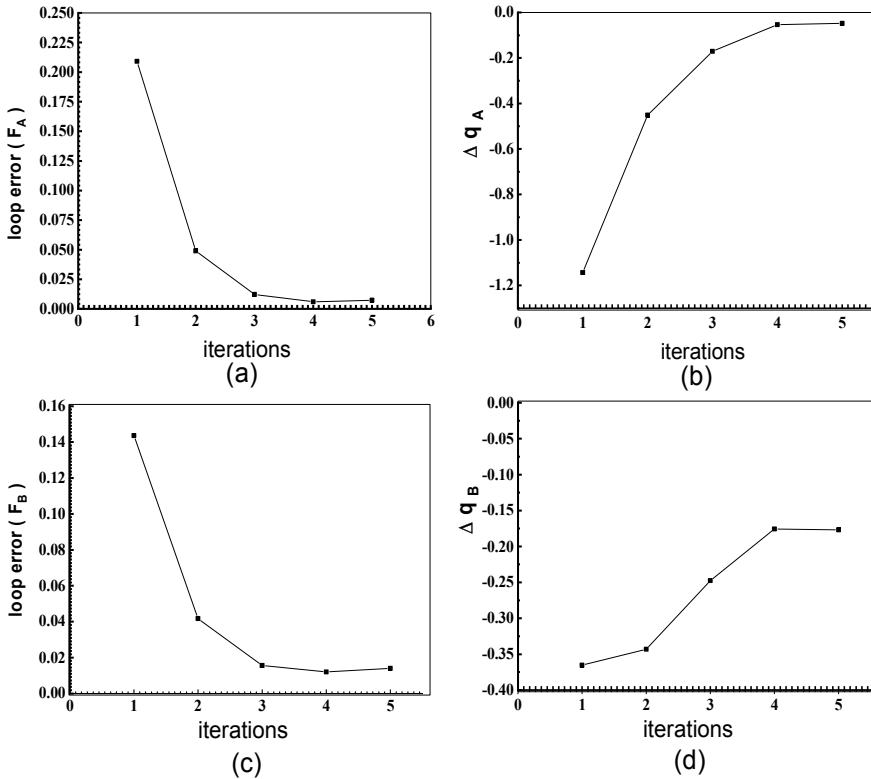 0.250
0.225
0.200
0.175
0.150
0.125
0.100
0.075
0.050
0.025
0.000
loop error ( F_A )
0 1 2 3 4 5 6
iterations
(a)
0.0
-0.2
-0.4
-0.6
-0.8
-1.0
-1.2
Δ q_A
0 1 2 3 4 5
iterations
(b)
0.16
0.14
0.12
0.10
0.08
0.06
0.04
0.02
0.00
loop error ( F_B )
0 1 2 3 4 5
iterations
(c)
0.00
-0.05
-0.10
-0.15
-0.20
-0.25
-0.30
-0.35
-0.40
Δ q_B
0 1 2 3 4 5
iterations
(d)